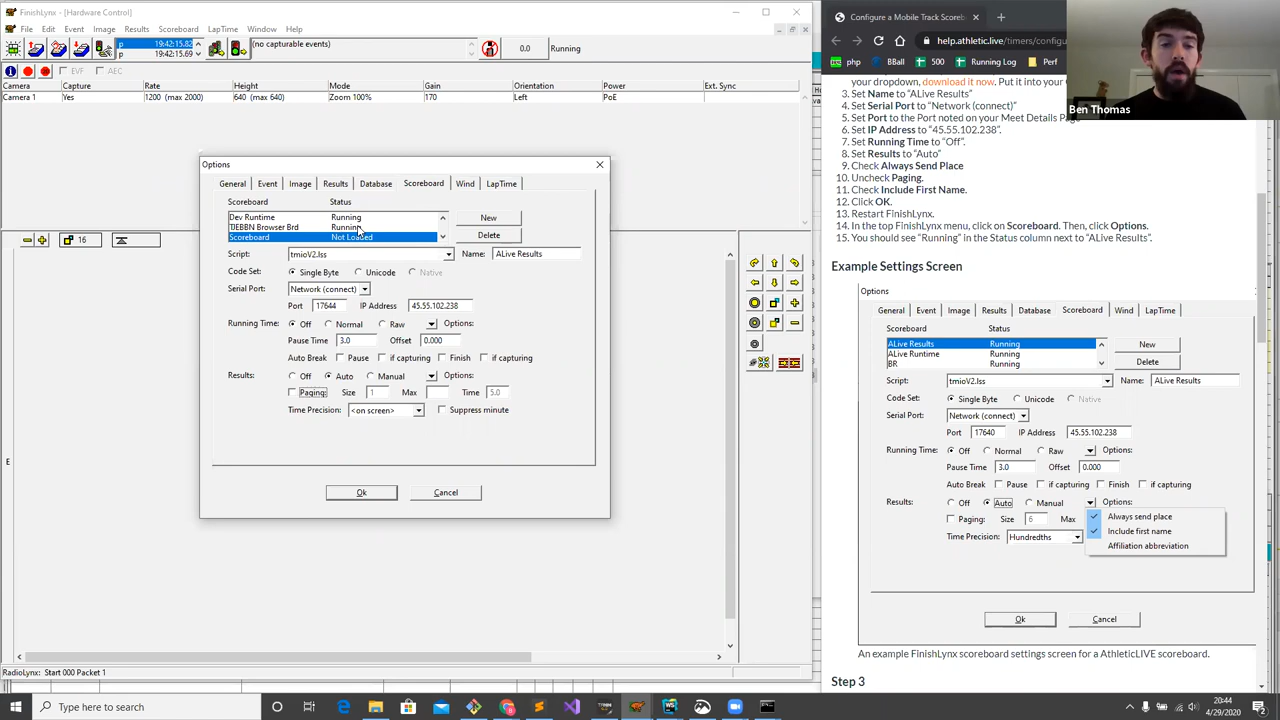 FinishLynx - [Hardware Control]
File Edit Event Image Results Scoreboard LapTime Window Help
p 19:42:15.82
p 19:42:15.69
(no capturable events)
0.0
Running
EVF
AEC
Camera Capture Rate Height Mode Gain Orientation Power Ext. Sync
Camera 1 Yes 1200 (max 2000) 640 (max 640) Zoom 100% 170 Left PoE
16
E
Options
General Event Image Results Database Scoreboard Wind LapTime
Scoreboard Status
Dev Runtime Running
TJEBBN Browser Brd Running
Scoreboard Not Loaded
New
Delete
Script: tmioV2.lss Name: ALive Results
Code Set: Single Byte Unicode Native
Serial Port: Network (connect)
Port 17644 IP Address 45.55.102.238
Running Time: Off Normal Raw Options:
Pause Time 3.0 Offset 0.000
Auto Break Pause if capturing Finish if capturing
Results: Off Auto Manual Options:
Paging: Size 1 Max Time 5.0
Time Precision: <on screen> Suppress minute
Ok Cancel
RadioLynx: Start 000 Packet 1
Configure a Mobile Track Scoreb
help.athletic.live/timers/configu
php BBall 500 Running Log Perf
Ben Thomas
your dropdown, download it now. Put it into your
3. Set Name to “ALive Results”
4. Set Serial Port to “Network (connect)”
5. Set Port to the Port noted on your Meet Details Page
6. Set IP Address to “45.55.102.238”.
7. Set Running Time to “Off”.
8. Set Results to “Auto”
9. Check Always Send Place
10. Uncheck Paging.
11. Check Include First Name.
12. Click OK.
13. Restart FinishLynx.
14. In the top FinishLynx menu, click on Scoreboard. Then, click Options.
15. You should see “Running” in the Status column next to “ALive Results”.
Example Settings Screen
Options
General Event Image Results Database Scoreboard Wind LapTime
Scoreboard Status
ALive Results Running
ALive Runtime Running
BR Running
New
Delete
Script: tmioV2.lss Name: ALive Results
Code Set: Single Byte Unicode Native
Serial Port: Network (connect)
Port 17640 IP Address 45.55.102.238
Running Time: Off Normal Raw Options:
Pause Time 3.0 Offset 0.000
Auto Break Pause if capturing Finish if capturing
Results: Off Auto Manual Options:
Paging: Size 6 Max
Always send place
Include first name
Affiliation abbreviation
Time Precision: Hundredths
Ok Cancel
An example FinishLynx scoreboard settings screen for a AthleticLIVE scoreboard.
Step 3
Type here to search
20:44
4/29/2020